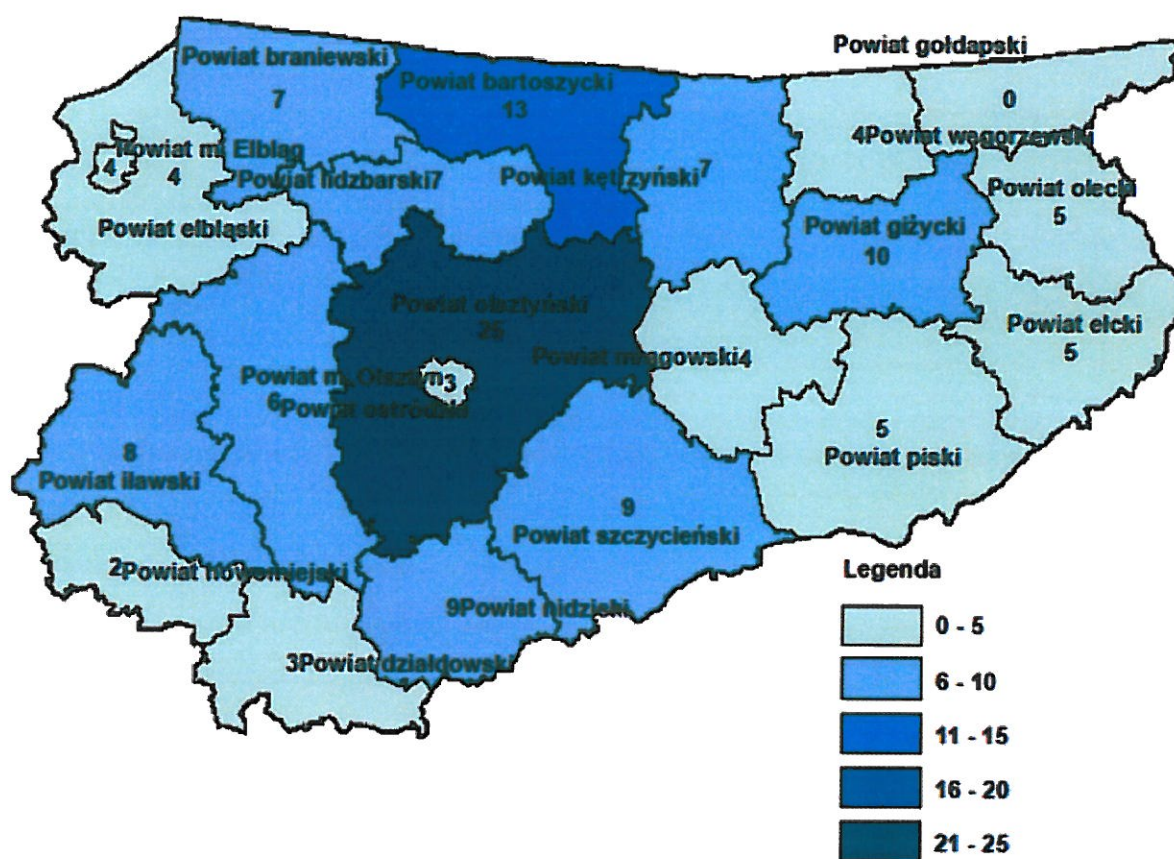 Powiat gołdapski
0
Powiat braniewski
7
Powiat bartoszycki
13
4Powiat węgorzewski
Powiat m. Elbląg
4
4
Powiat lidzbarski7
Powiat kętrzyński7
Powiat olecki
5
Powiat elbląski
Powiat giżycki
10
Powiat olsztyński
25
Powiat ełcki
5
Powiat mrągowski4
Powiat m. Olsztyn
3
6
8
Powiat iławski
5
Powiat piski
9
Powiat szczycieński
2Powiat nowomiejski
9Powiat nidzicki
3Powiat działdowski
Legenda
0 - 5
6 - 10
11 - 15
16 - 20
21 - 25